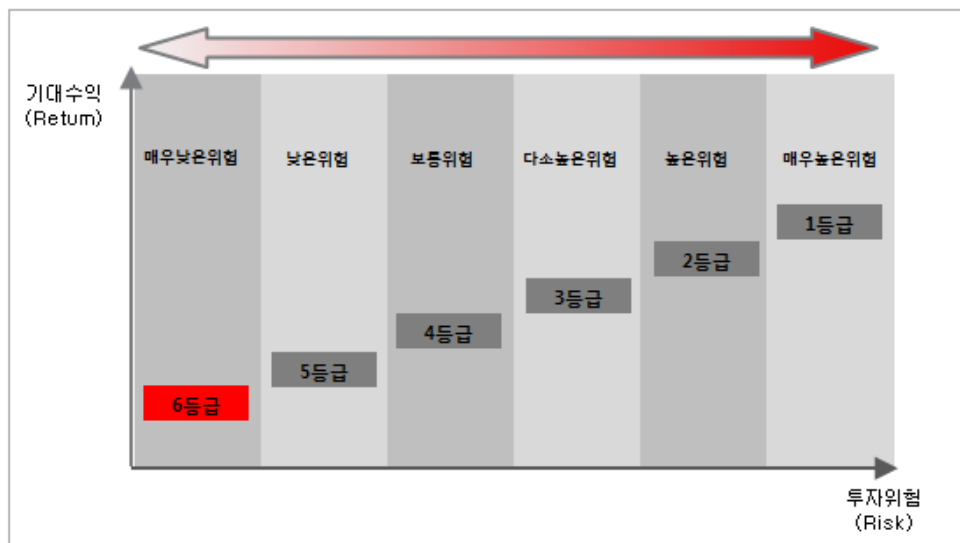 기대수익
(Return)
매우낮은위험
낮은위험
보통위험
다소높은위험
높은위험
매우높은위험
1등급
2등급
3등급
4등급
5등급
6등급
투자위험
(Risk)